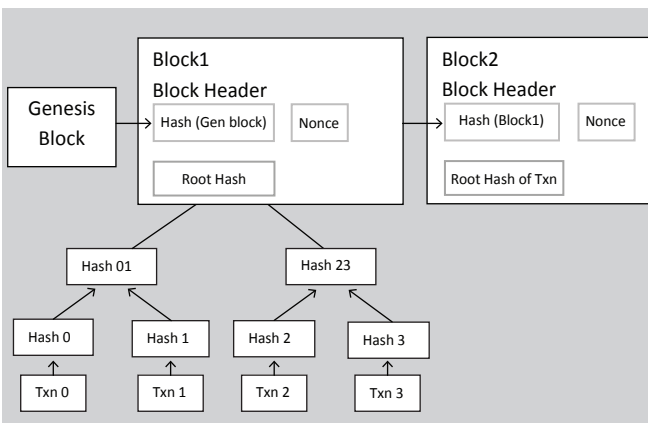 Genesis
Block
Block1
Block Header
Hash (Gen block)
Nonce
Root Hash
Block2
Block Header
Hash (Block1)
Nonce
Root Hash of Txn
Hash 01
Hash 23
Hash 0
Hash 1
Hash 2
Hash 3
Txn 0
Txn 1
Txn 2
Txn 3